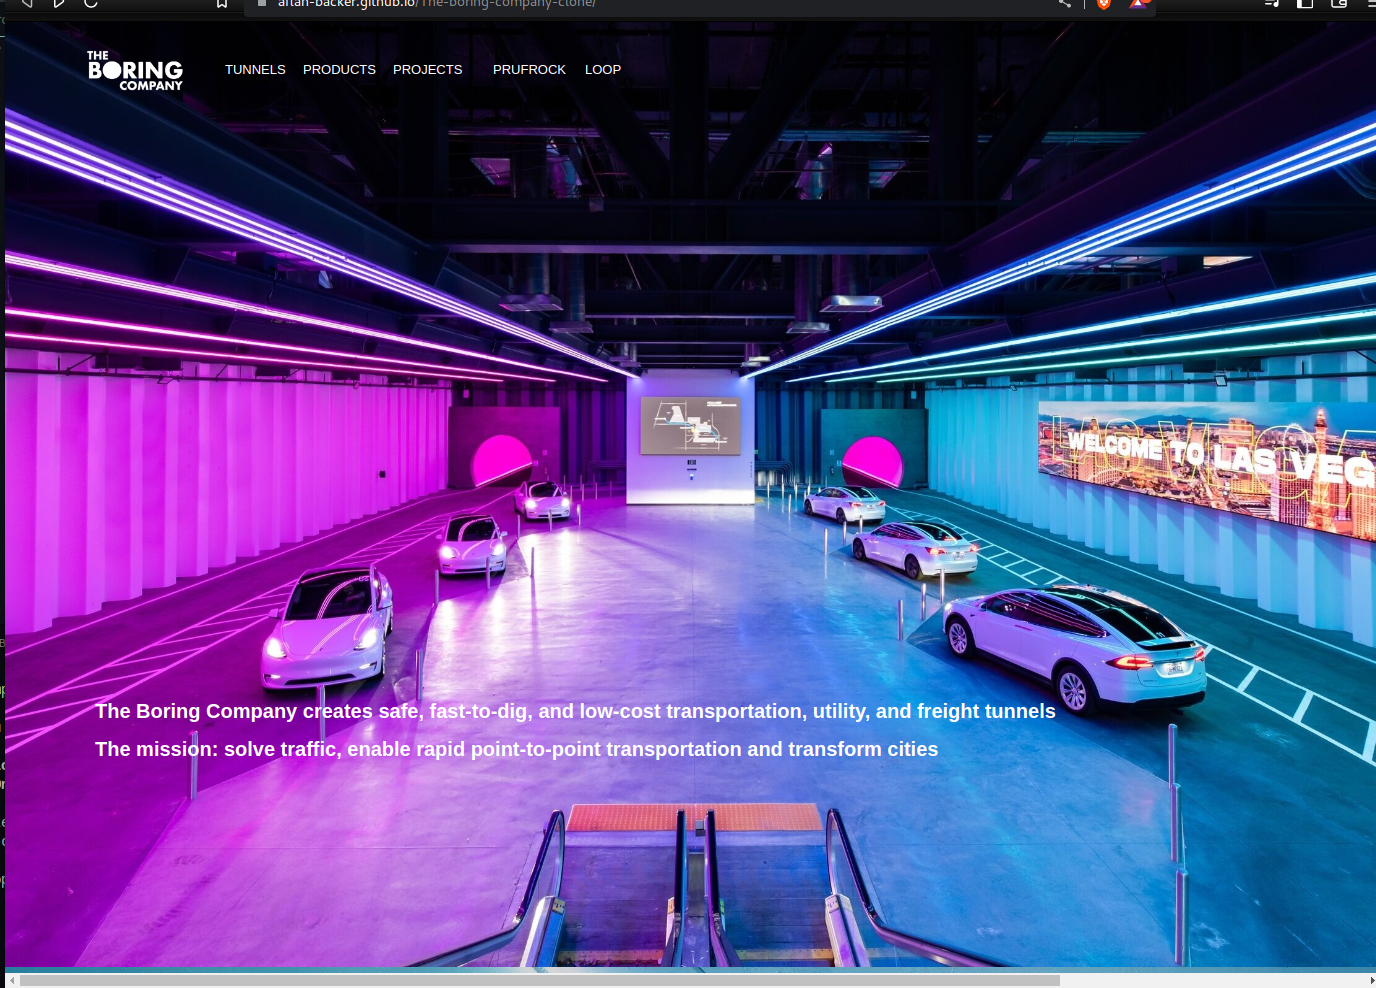 aftah-backer.github.io/The-boring-company-clone/
THE
BORING
COMPANY
TUNNELS PRODUCTS PROJECTS PRUFROCK LOOP
WELCOME TO LAS VEG
The Boring Company creates safe, fast-to-dig, and low-cost transportation, utility, and freight tunnels
The mission: solve traffic, enable rapid point-to-point transportation and transform cities